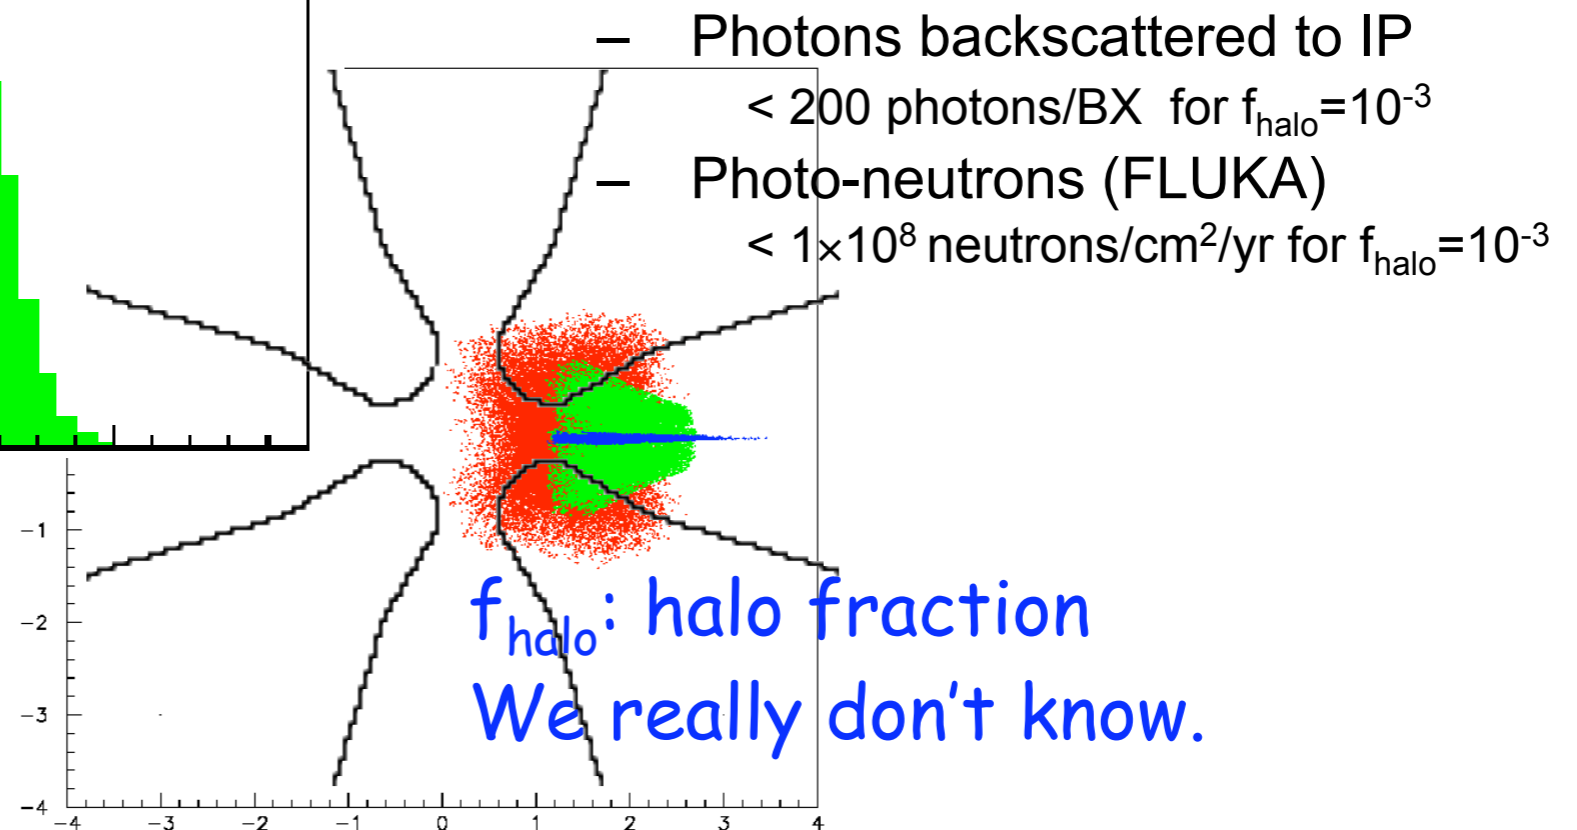 – Photons backscattered to IP
< 200 photons/BX for f_halo=10^-3
– Photo-neutrons (FLUKA)
< 1×10^8 neutrons/cm^2/yr for f_halo=10^-3
f_halo: halo fraction
We really don't know.
−1
−2
−3
−4
−4 −3 −2 −1 0 1 2 3 4